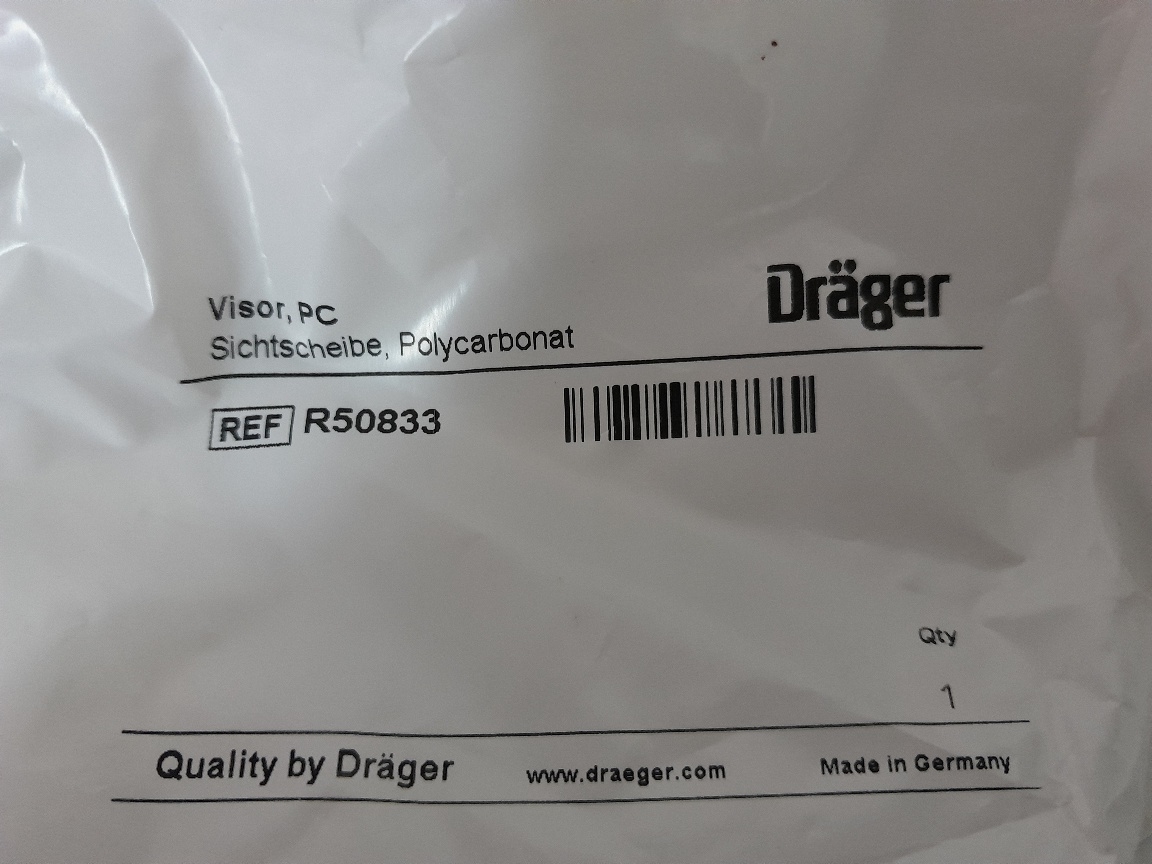 Visor, PC
Sichtscheibe, Polycarbonat
Dräger
REF R50833
Qty
1
Quality by Dräger www.draeger.com Made in Germany